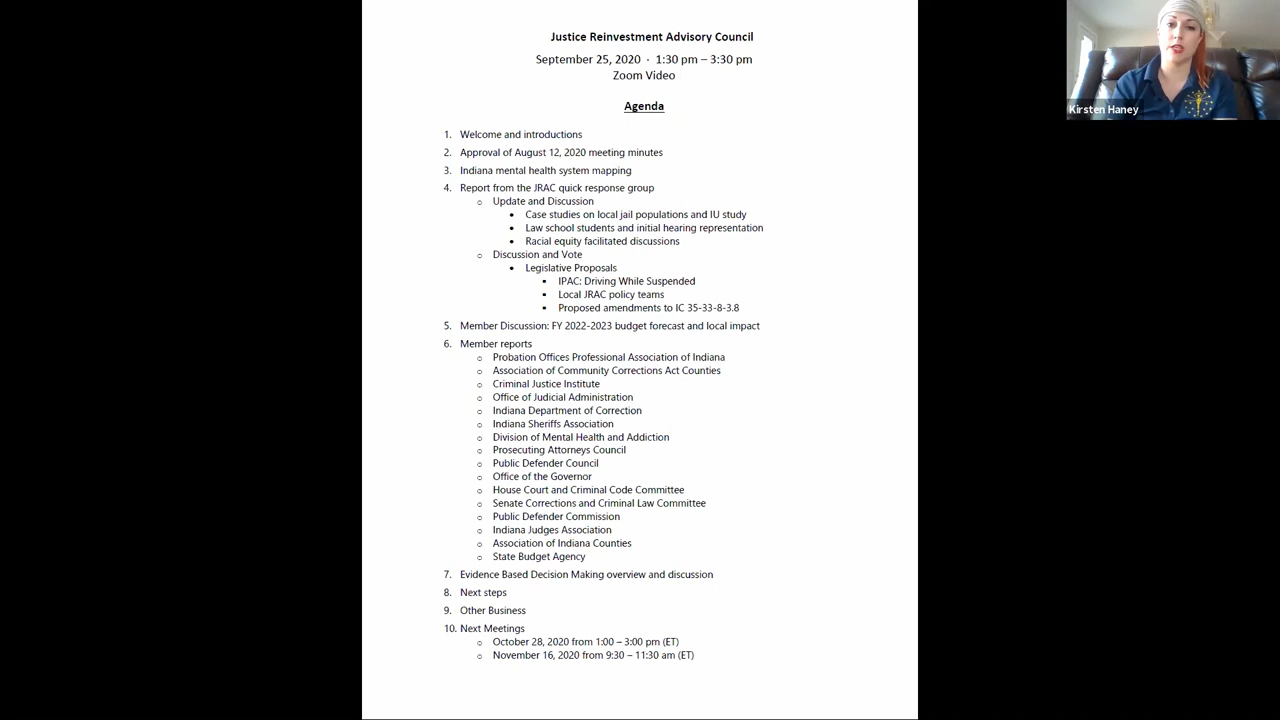 Justice Reinvestment Advisory Council
September 25, 2020 · 1:30 pm – 3:30 pm
Zoom Video
Agenda
1. Welcome and introductions
2. Approval of August 12, 2020 meeting minutes
3. Indiana mental health system mapping
4. Report from the JRAC quick response group
o Update and Discussion
• Case studies on local jail populations and IU study
• Law school students and initial hearing representation
• Racial equity facilitated discussions
o Discussion and Vote
• Legislative Proposals
▪ IPAC: Driving While Suspended
▪ Local JRAC policy teams
▪ Proposed amendments to IC 35-33-8-3.8
5. Member Discussion: FY 2022-2023 budget forecast and local impact
6. Member reports
o Probation Offices Professional Association of Indiana
o Association of Community Corrections Act Counties
o Criminal Justice Institute
o Office of Judicial Administration
o Indiana Department of Correction
o Indiana Sheriffs Association
o Division of Mental Health and Addiction
o Prosecuting Attorneys Council
o Public Defender Council
o Office of the Governor
o House Court and Criminal Code Committee
o Senate Corrections and Criminal Law Committee
o Public Defender Commission
o Indiana Judges Association
o Association of Indiana Counties
o State Budget Agency
7. Evidence Based Decision Making overview and discussion
8. Next steps
9. Other Business
10. Next Meetings
o October 28, 2020 from 1:00 – 3:00 pm (ET)
o November 16, 2020 from 9:30 – 11:30 am (ET)
Kirsten Haney